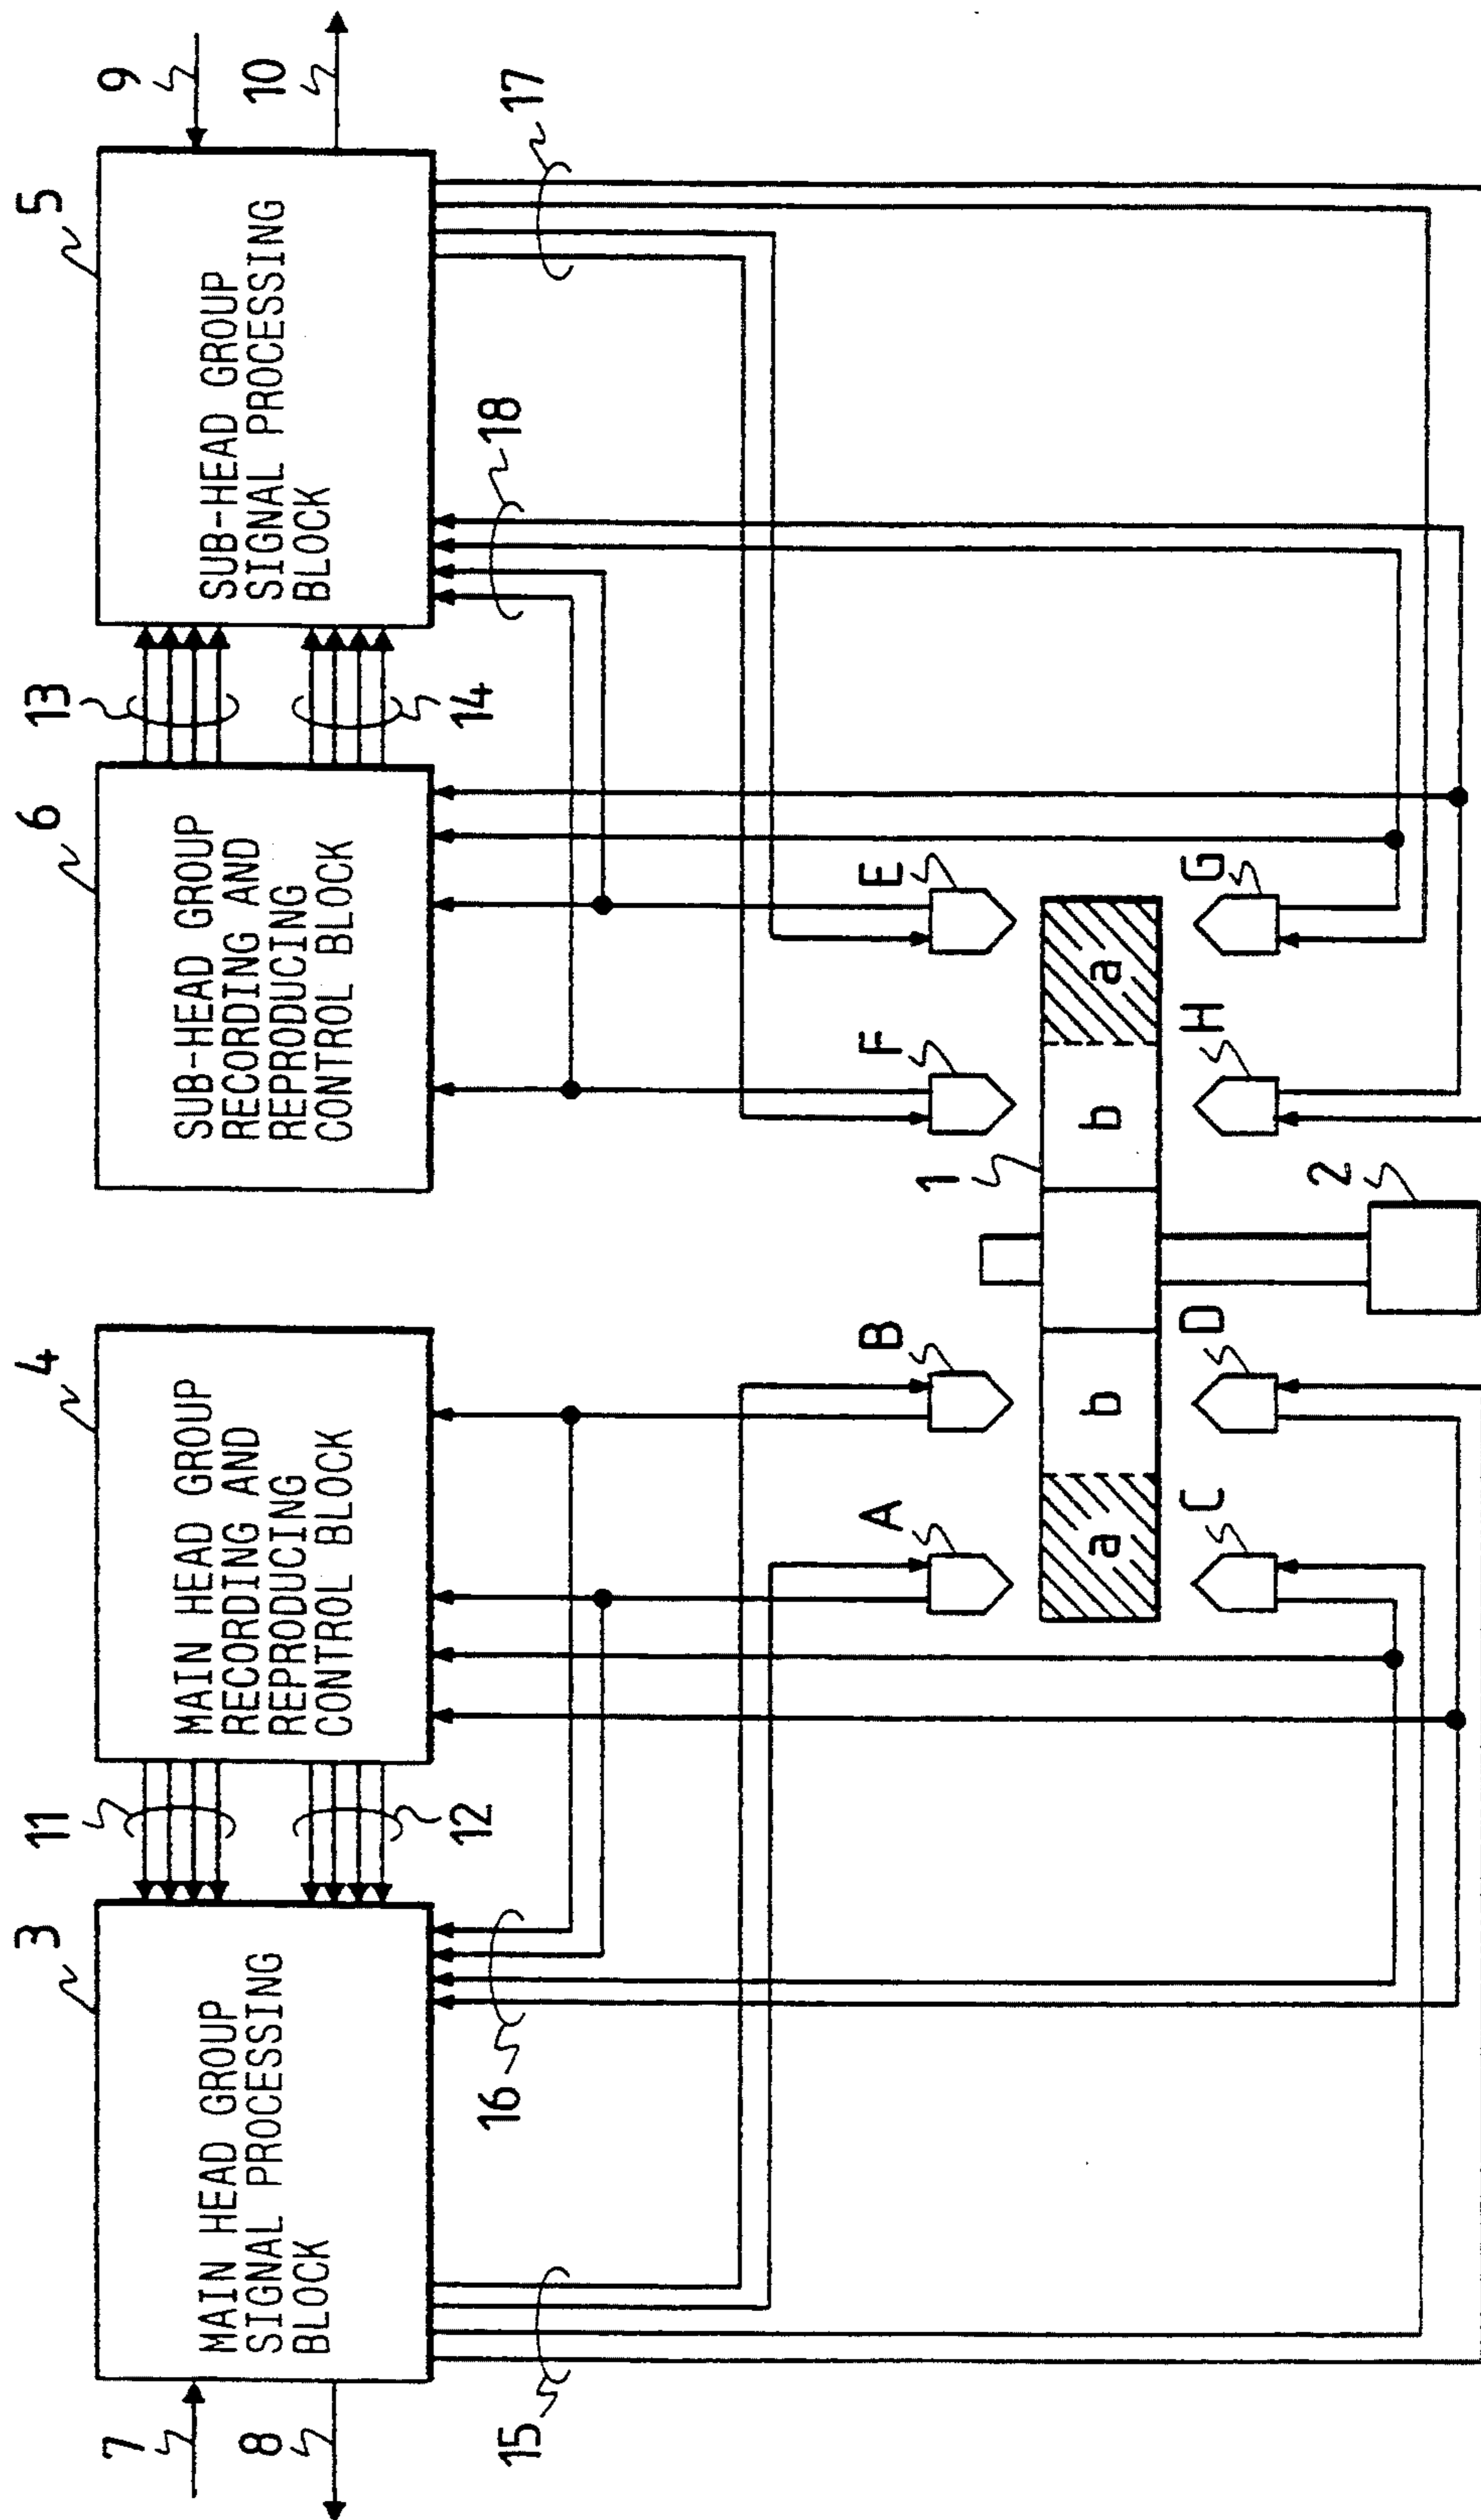 3
MAIN HEAD GROUP
SIGNAL PROCESSING
BLOCK
4
MAIN HEAD GROUP
RECORDING AND
REPRODUCING
CONTROL BLOCK
6
SUB-HEAD GROUP
RECORDING AND
REPRODUCING
CONTROL BLOCK
5
SUB-HEAD GROUP
SIGNAL PROCESSING
BLOCK
7
8
11
12
13
14
9
10
15
16
18
17
A
B
F
E
1
a
b
b
a
C
D
H
G
2